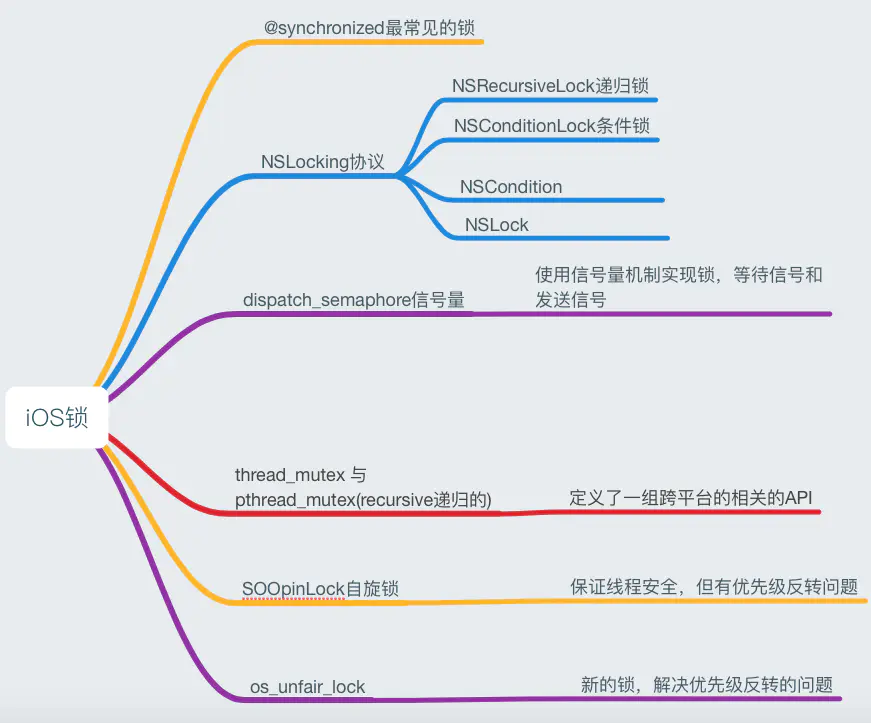 @synchronized最常见的锁
NSRecursiveLock递归锁
NSConditionLock条件锁
NSLocking协议
NSCondition
NSLock
使用信号量机制实现锁，等待信号和
发送信号
dispatch_semaphore信号量
iOS锁
thread_mutex 与
pthread_mutex(recursive递归的)
定义了一组跨平台的相关的API
SOOpinLock自旋锁
保证线程安全，但有优先级反转问题
os_unfair_lock
新的锁，解决优先级反转的问题